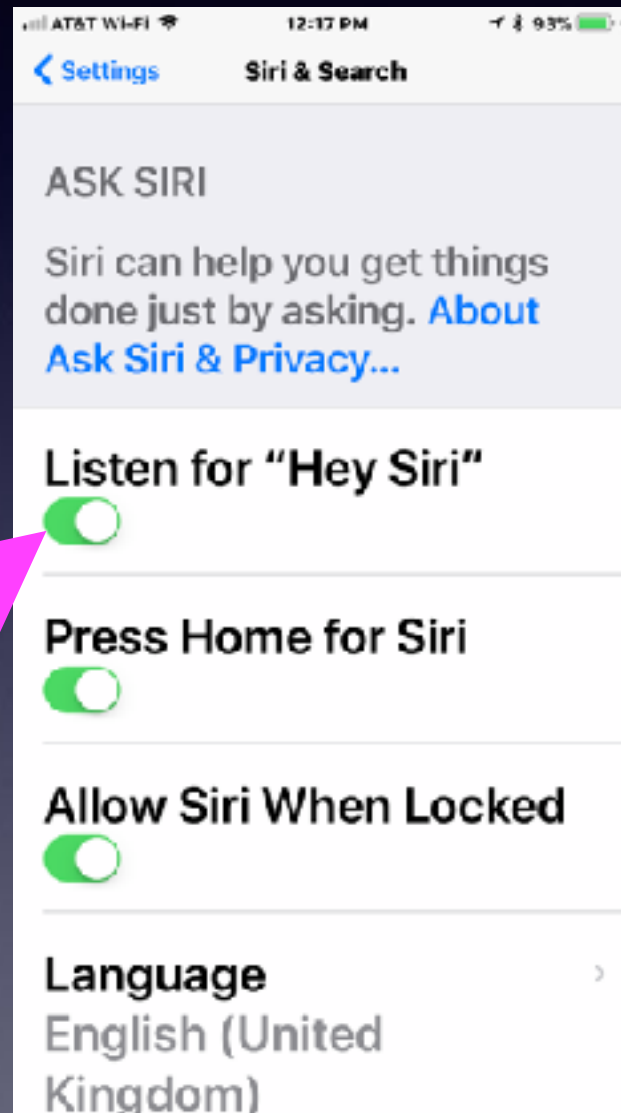 AT&T Wi-Fi 12:17 PM 93%
Settings Siri & Search
ASK SIRI
Siri can help you get things
done just by asking. About
Ask Siri & Privacy...
Listen for “Hey Siri”
Press Home for Siri
Allow Siri When Locked
Language
English (United
Kingdom)